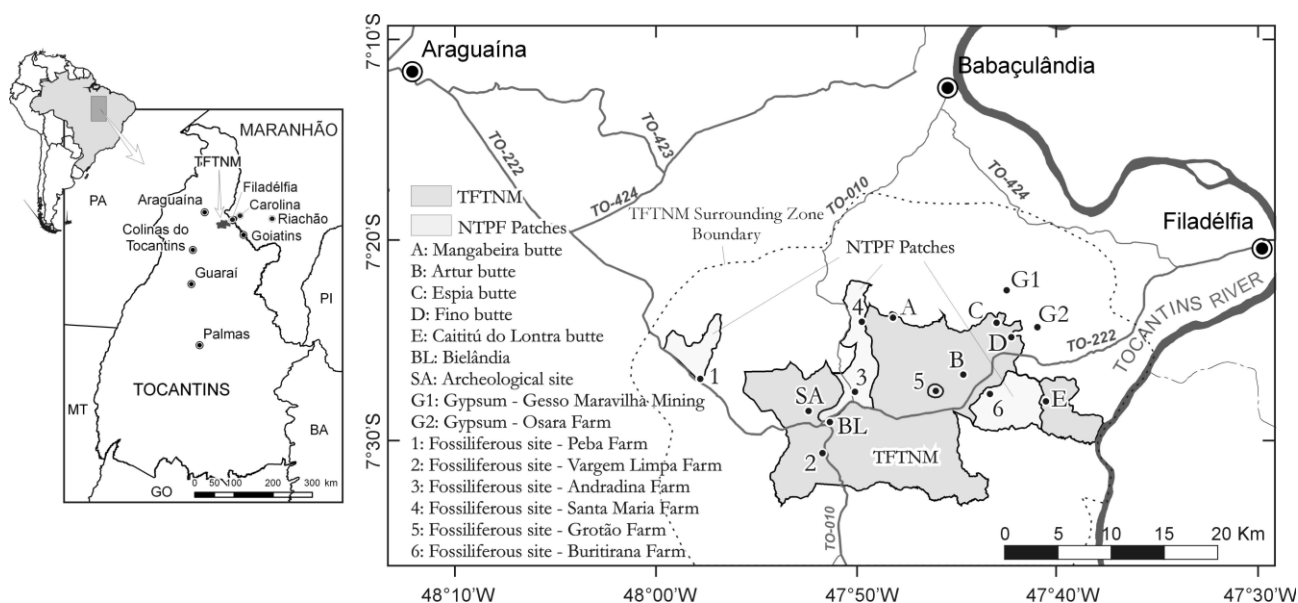 MARANHÃO
TFTNM
PA
Filadélfia
Araguaína
Carolina
Riachão
Colinas do
Tocantins
Goiatins
Guaraí
PI
Palmas
TOCANTINS
MT
BA
GO
0 50 100 200 300 km
7°10'S
7°20'S
7°30'S
Araguaína
Babaçulândia
Filadélfia
TO-222
TO-423
TO-424
TO-010
TO-424
TO-222
TO-010
TOCANTINS RIVER
TFTNM Surrounding Zone
Boundary
NTPF Patches
TFTNM
NTPF Patches
A: Mangabeira butte
B: Artur butte
C: Espia butte
D: Fino butte
E: Caititú do Lontra butte
BL: Bielândia
SA: Archeological site
G1: Gypsum - Gesso Maravilha Mining
G2: Gypsum - Osara Farm
1: Fossiliferous site - Peba Farm
2: Fossiliferous site - Vargem Limpa Farm
3: Fossiliferous site - Andradina Farm
4: Fossiliferous site - Santa Maria Farm
5: Fossiliferous site - Grotão Farm
6: Fossiliferous site - Buritirana Farm
G1
4
A
C
G2
D
1
3
5
B
SA
6
E
BL
2
TFTNM
0 5 10 15 20 Km
48°10'W
48°00'W
47°50'W
47°40'W
47°30'W